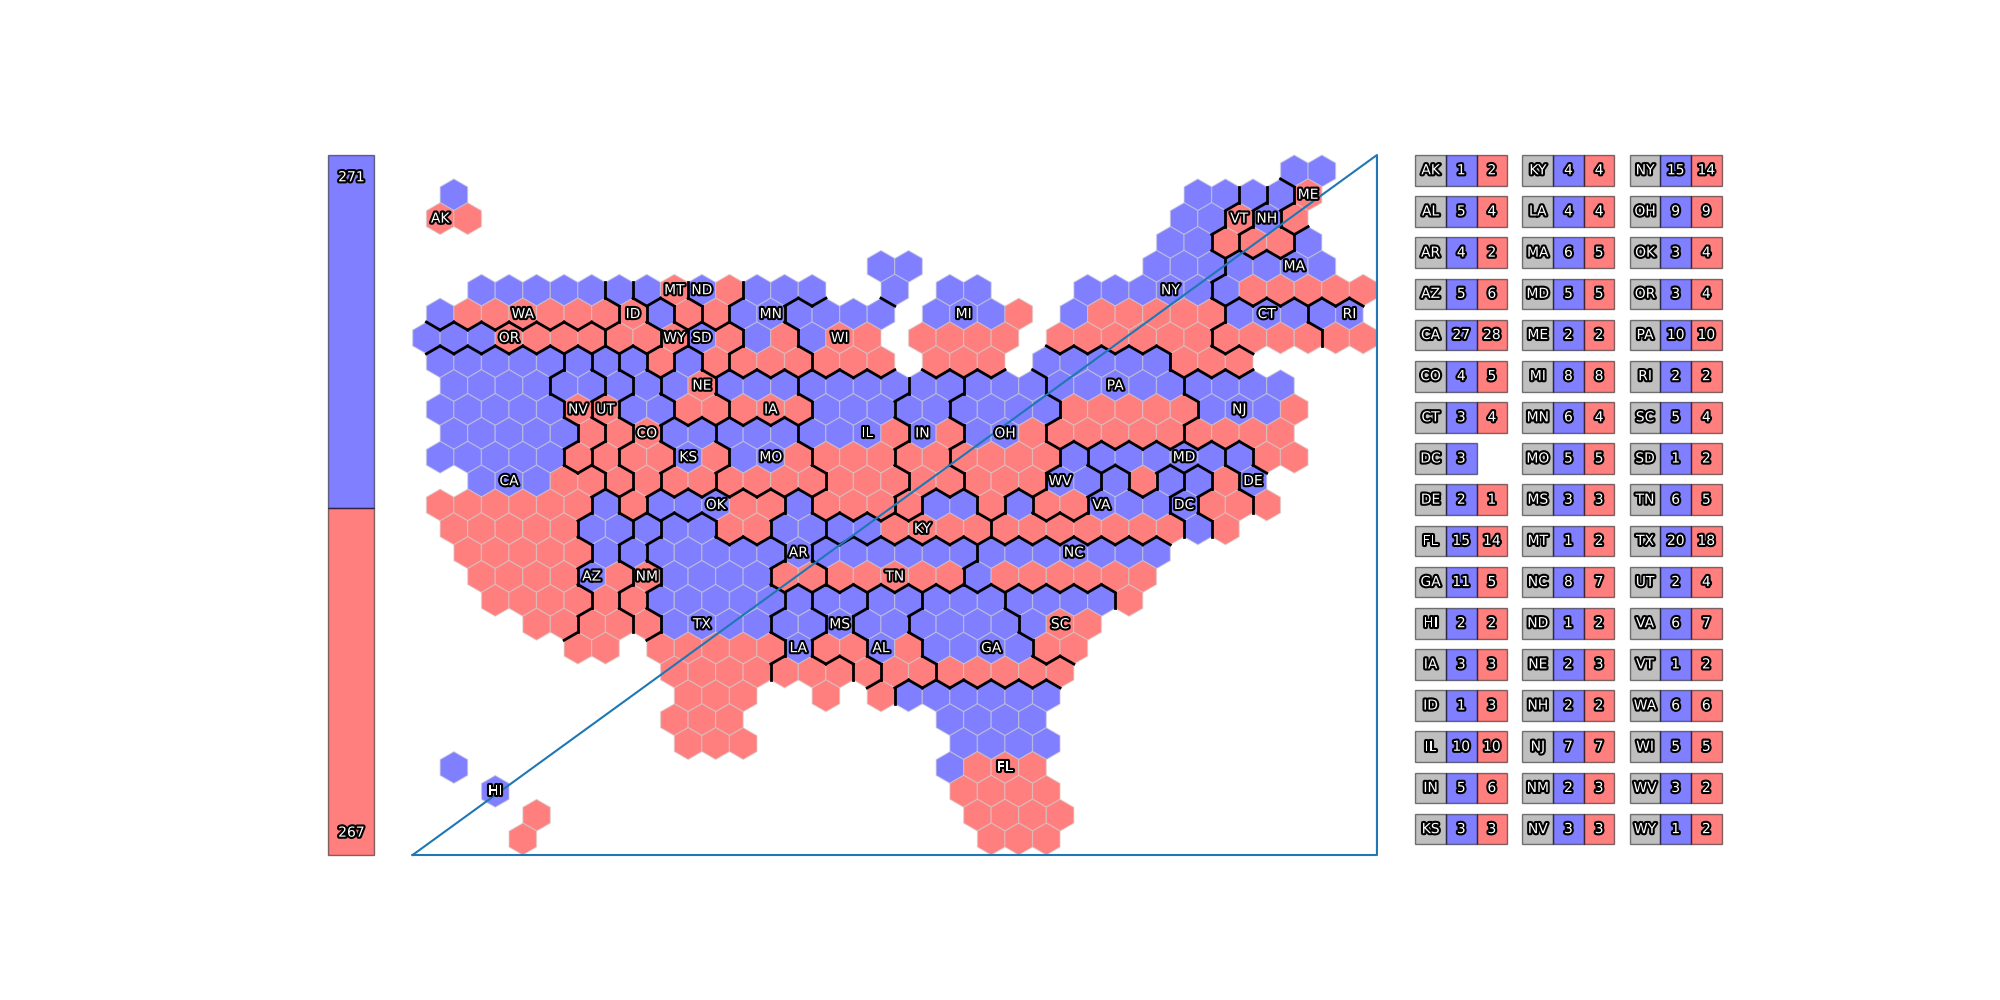 271
267
AK
ME
VT NH
MA
MT ND
NY
WA
ID
MN
MI
CT
RI
OR
WY SD
WI
NE
PA
NV UT
IA
NJ
CO
IL
IN
OH
KS
MO
MD
CA
WV
DE
OK
VA
DC
KY
AR
NC
AZ
NM
TN
TX
MS
SC
LA
AL
GA
FL
HI
AK 1 2 KY 4 4 NY 15 14
AL 5 4 LA 4 4 OH 9 9
AR 4 2 MA 6 5 OK 3 4
AZ 5 6 MD 5 5 OR 3 4
CA 27 28 ME 2 2 PA 10 10
CO 4 5 MI 8 8 RI 2 2
CT 3 4 MN 6 4 SC 5 4
DC 3 MO 5 5 SD 1 2
DE 2 1 MS 3 3 TN 6 5
FL 15 14 MT 1 2 TX 20 18
GA 11 5 NC 8 7 UT 2 4
HI 2 2 ND 1 2 VA 6 7
IA 3 3 NE 2 3 VT 1 2
ID 1 3 NH 2 2 WA 6 6
IL 10 10 NJ 7 7 WI 5 5
IN 5 6 NM 2 3 WV 3 2
KS 3 3 NV 3 3 WY 1 2